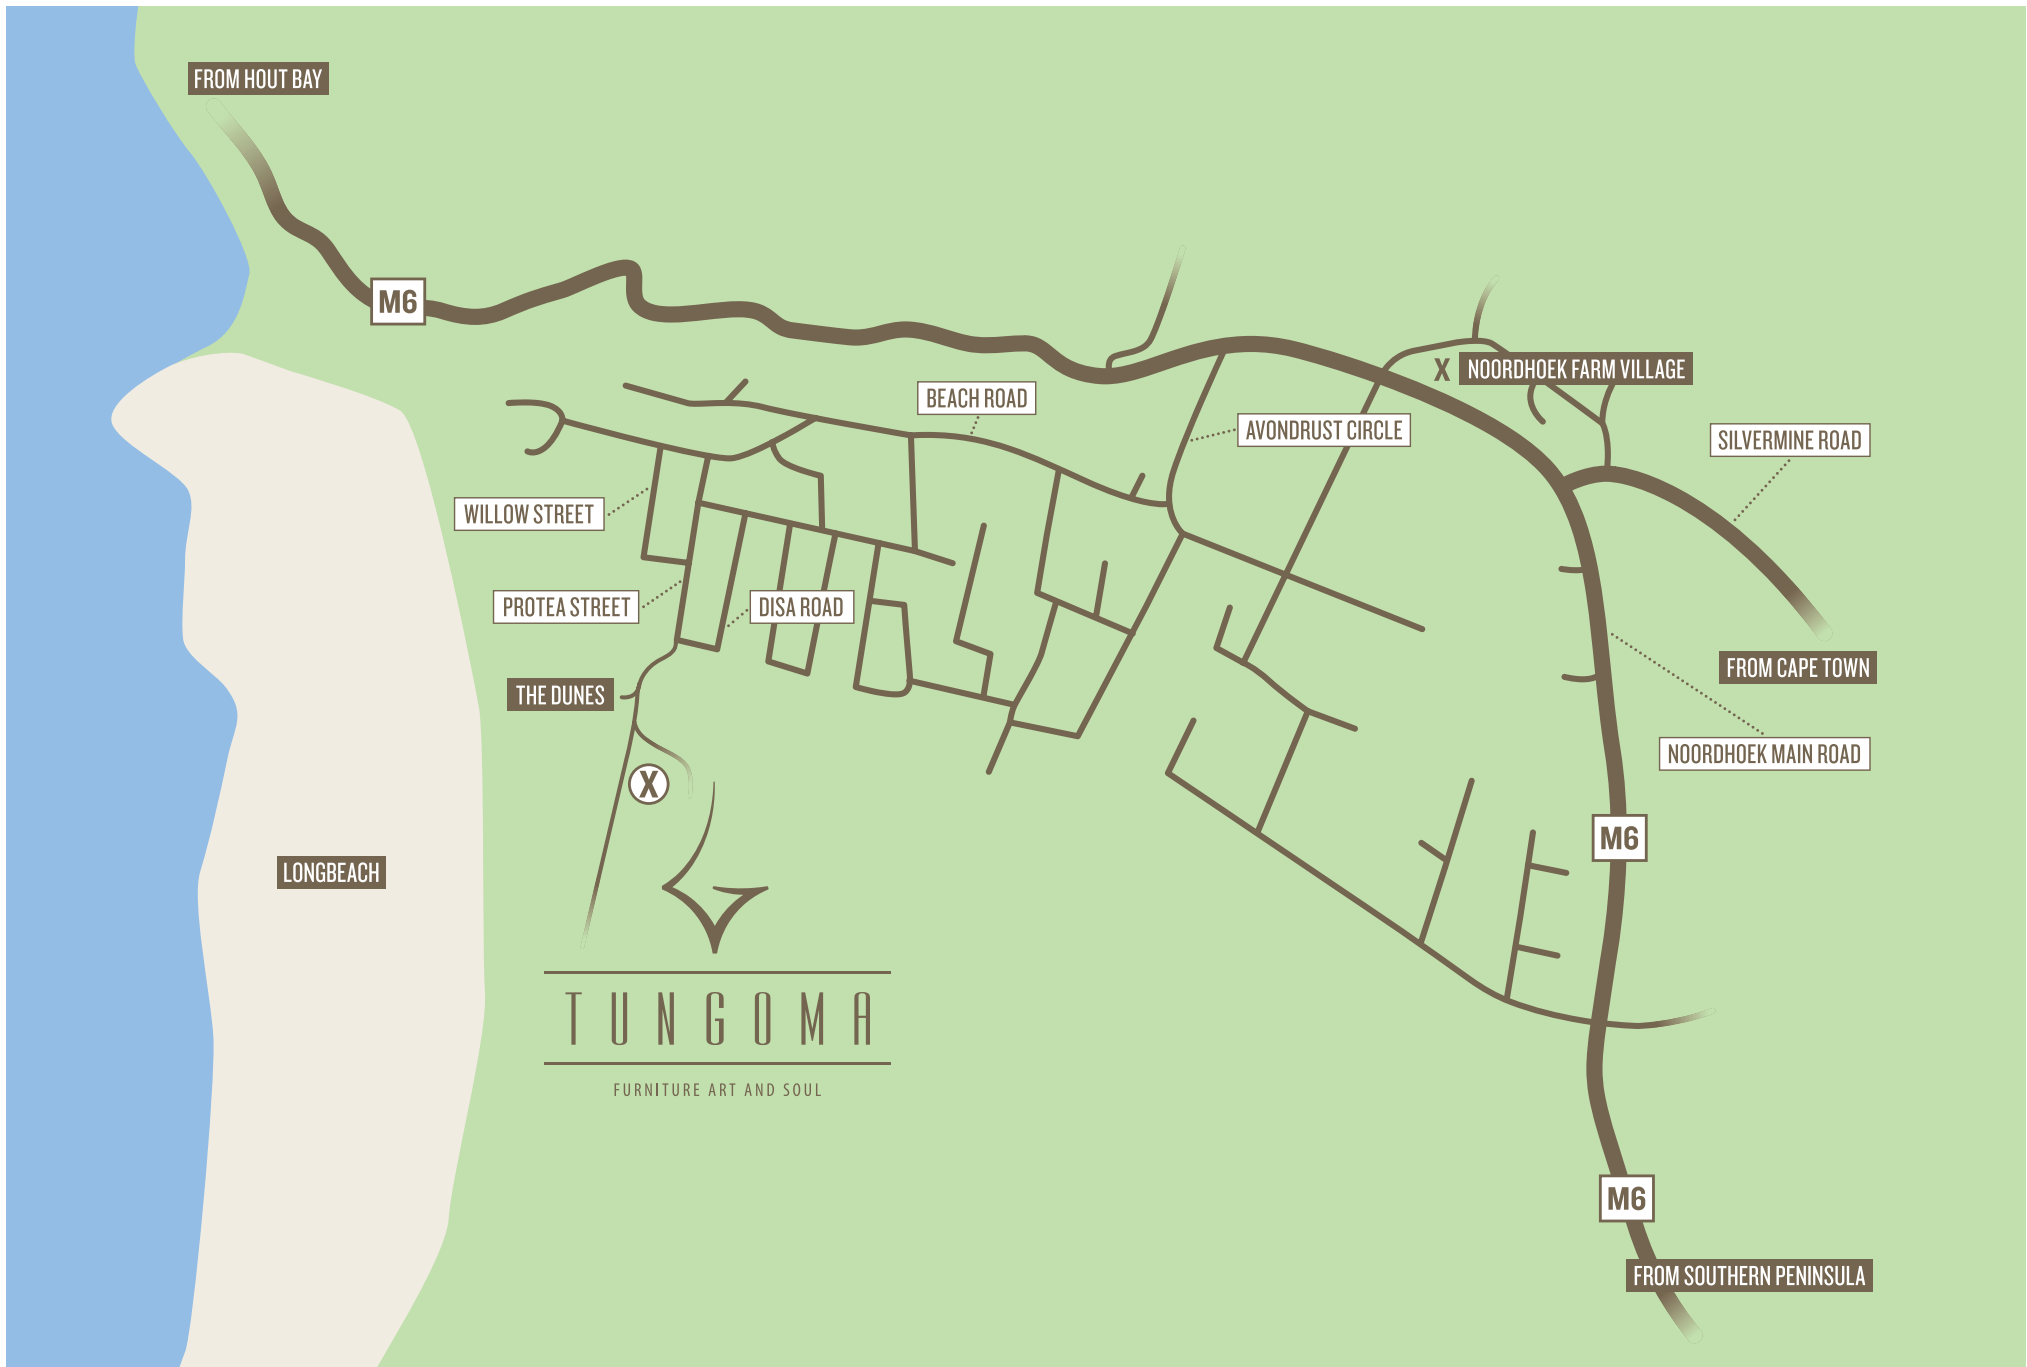 FROM HOUT BAY
M6
X NOORDHOEK FARM VILLAGE
BEACH ROAD
AVONDRUST CIRCLE
SILVERMINE ROAD
WILLOW STREET
PROTEA STREET
DISA ROAD
FROM CAPE TOWN
THE DUNES
NOORDHOEK MAIN ROAD
X
M6
LONGBEACH
TUNGOMA
FURNITURE ART AND SOUL
M6
FROM SOUTHERN PENINSULA